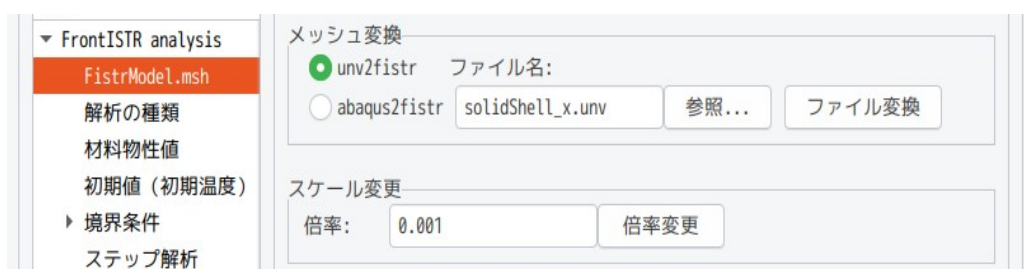 FrontISTR analysis
FistrModel.msh
解析の種類
材料物性値
初期値（初期温度）
境界条件
ステップ解析
メッシュ変換
unv2fistr ファイル名:
abaqus2fistr solidShell_x.unv 参照... ファイル変換
スケール変更
倍率: 0.001 倍率変更